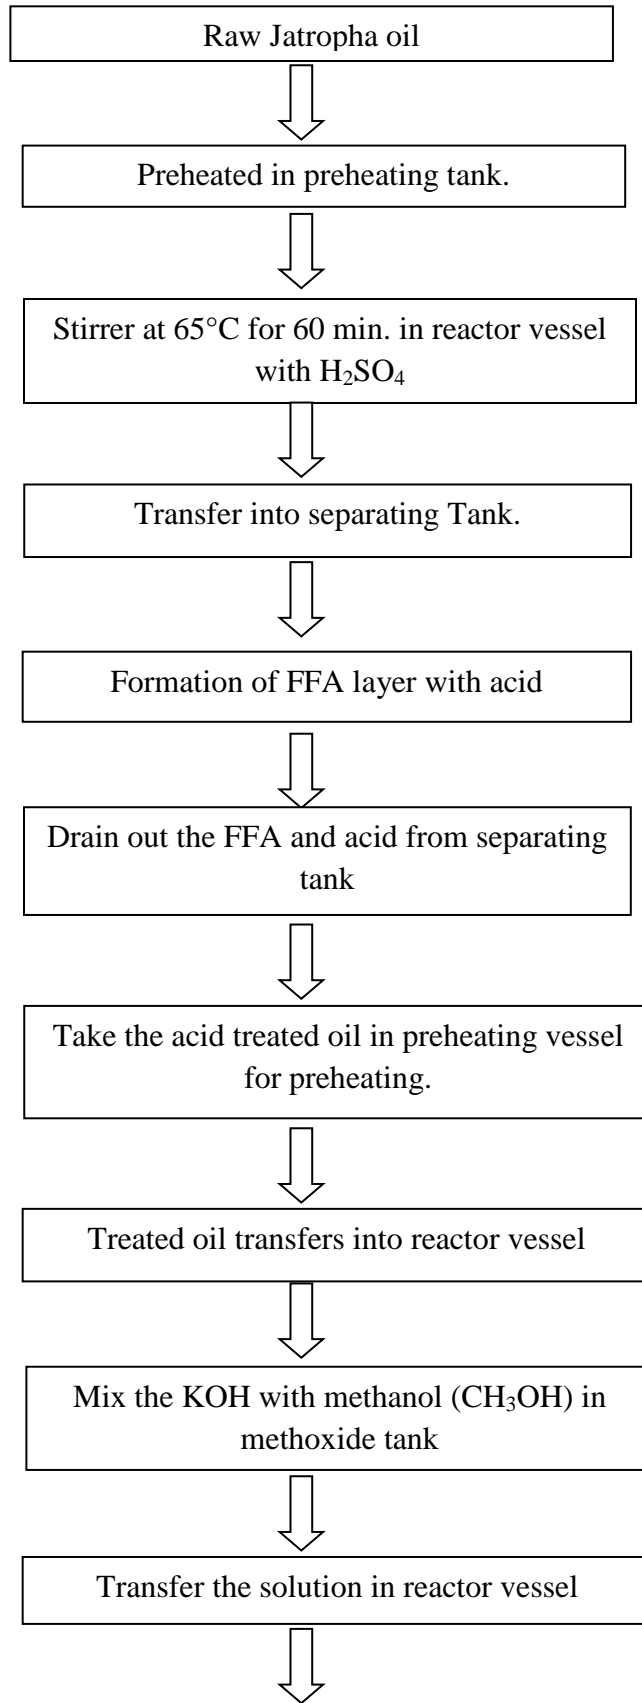 Raw Jatropha oil
Preheated in preheating tank.
Stirrer at 65°C for 60 min. in reactor vessel
with H₂SO₄
Transfer into separating Tank.
Formation of FFA layer with acid
Drain out the FFA and acid from separating
tank
Take the acid treated oil in preheating vessel
for preheating.
Treated oil transfers into reactor vessel
Mix the KOH with methanol (CH₃OH) in
methoxide tank
Transfer the solution in reactor vessel